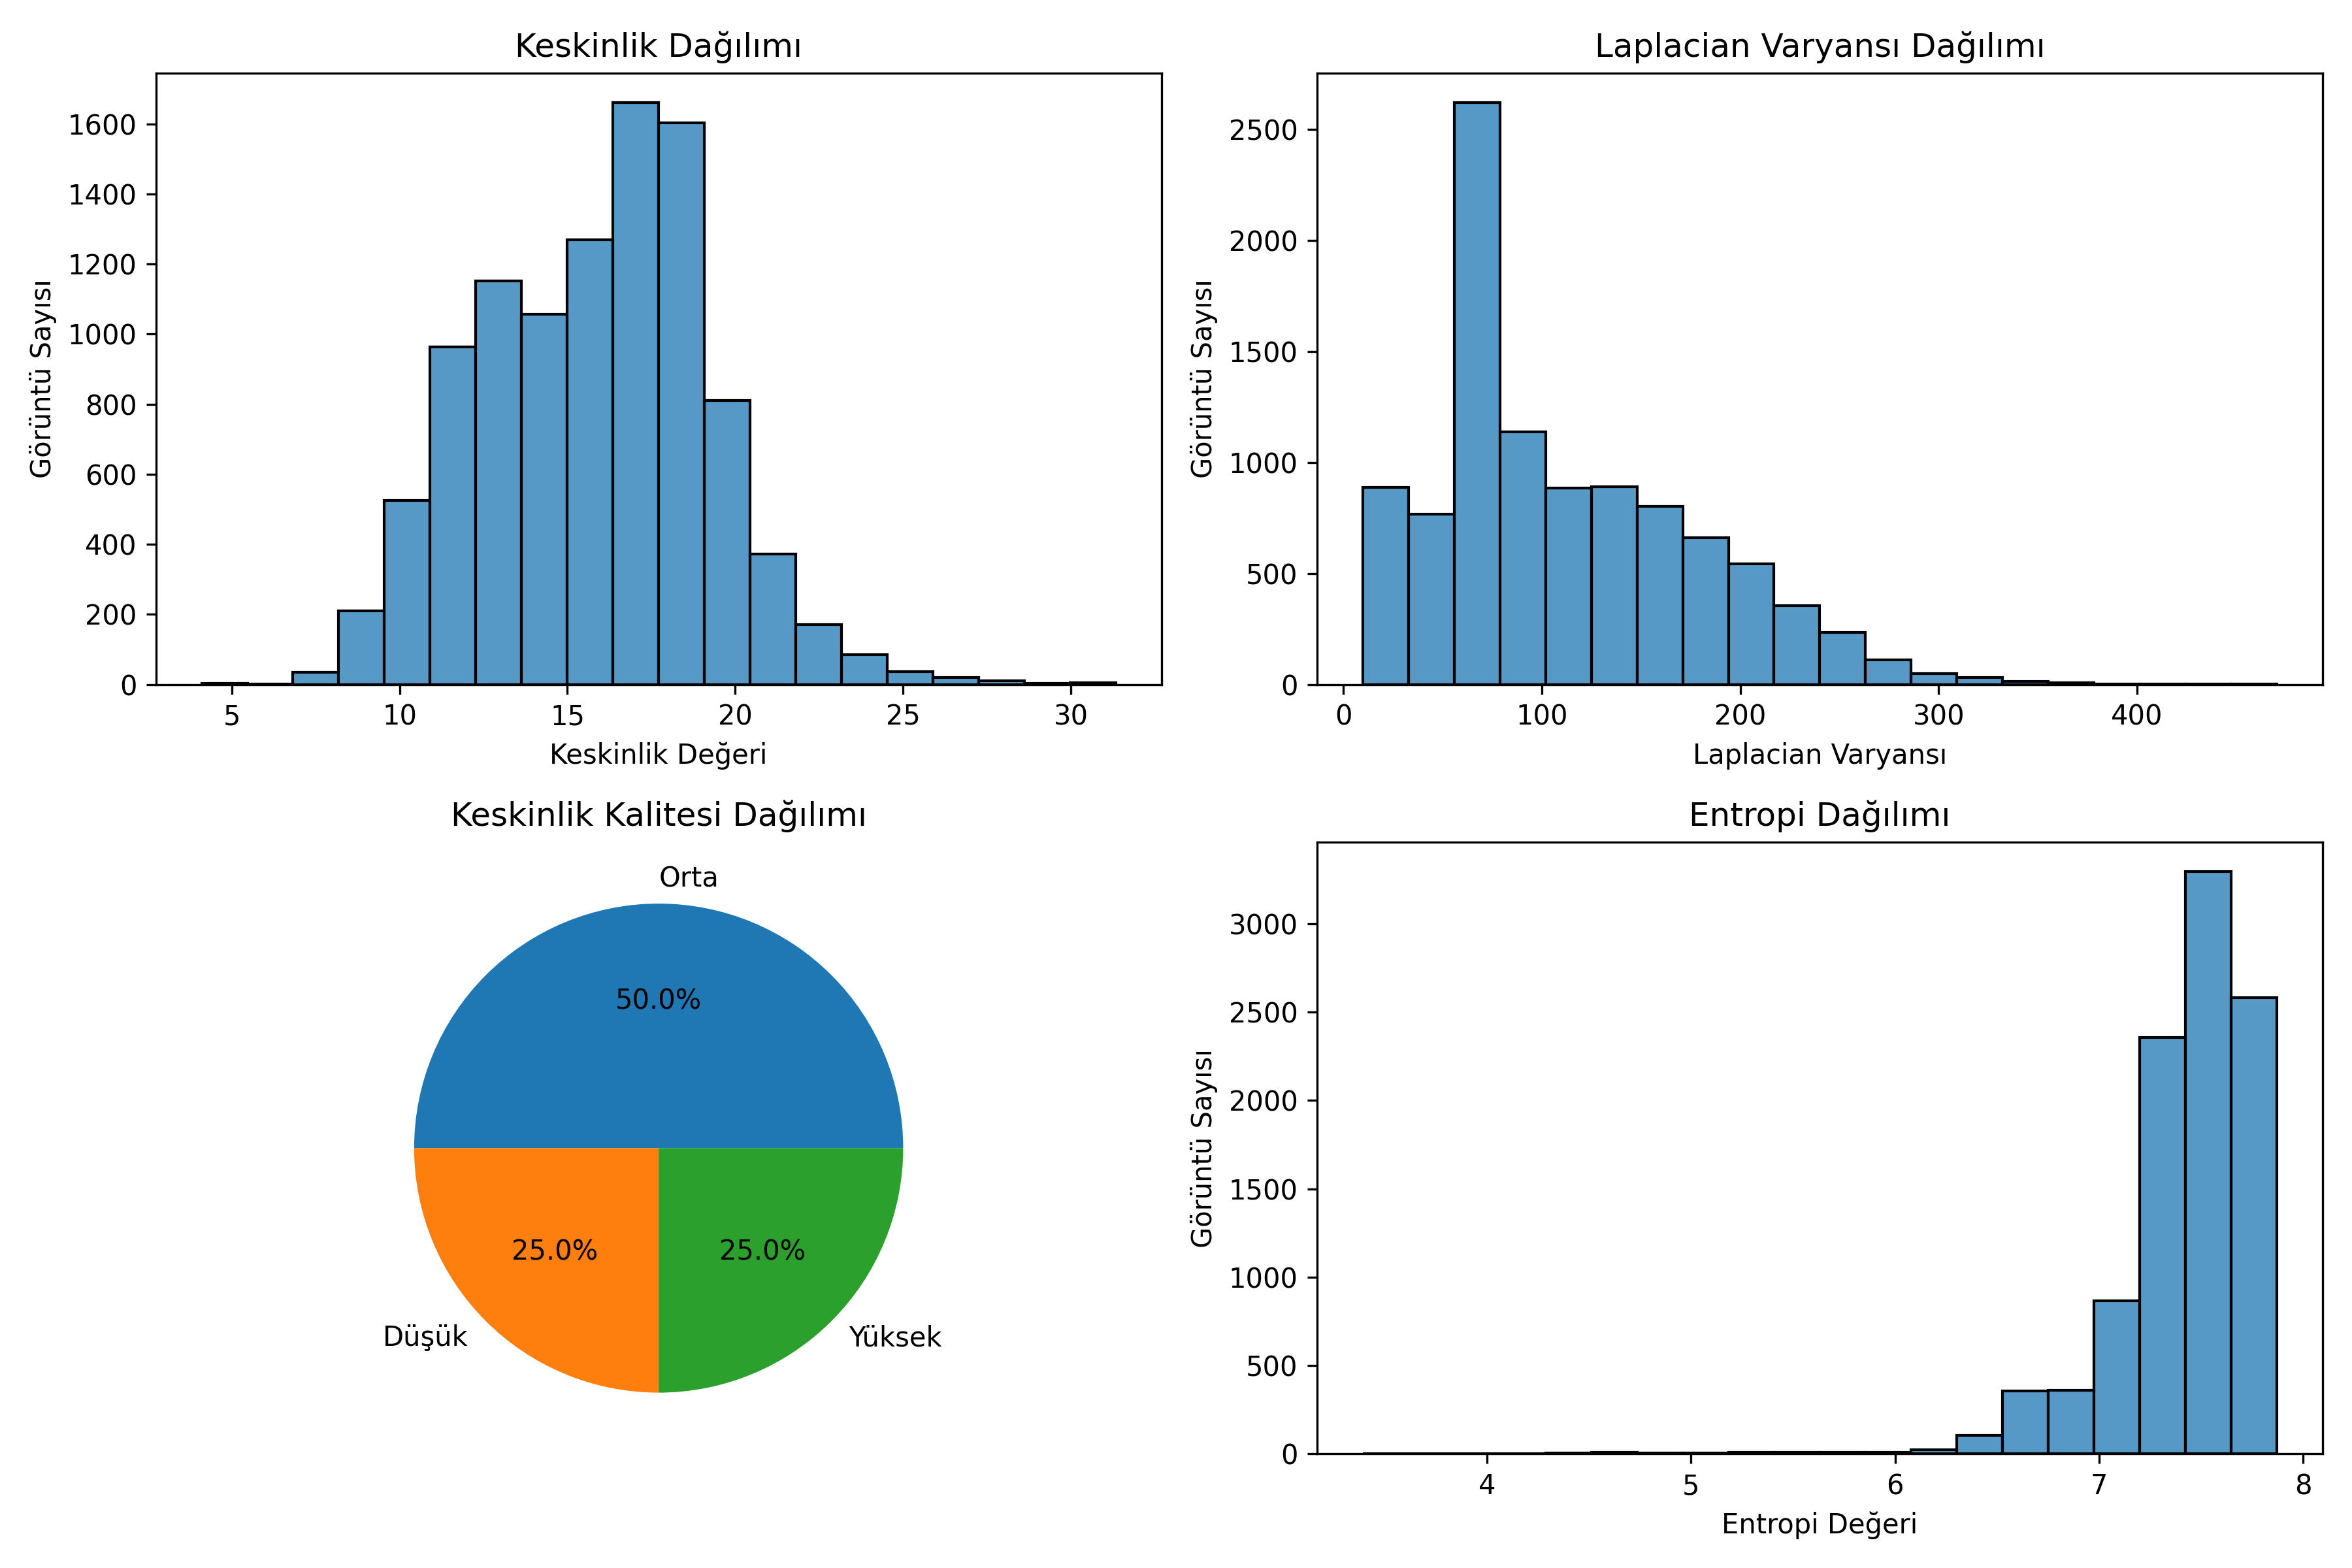 Keskinlik Dağılımı
Görüntü Sayısı
1600
1400
1200
1000
800
600
400
200
0
5 10 15 20 25 30
Keskinlik Değeri
Laplacian Varyansı Dağılımı
Görüntü Sayısı
2500
2000
1500
1000
500
0
0 100 200 300 400
Laplacian Varyansı
Keskinlik Kalitesi Dağılımı
Orta
50.0%
25.0% 25.0%
Düşük Yüksek
Entropi Dağılımı
Görüntü Sayısı
3000
2500
2000
1500
1000
500
0
4 5 6 7 8
Entropi Değeri